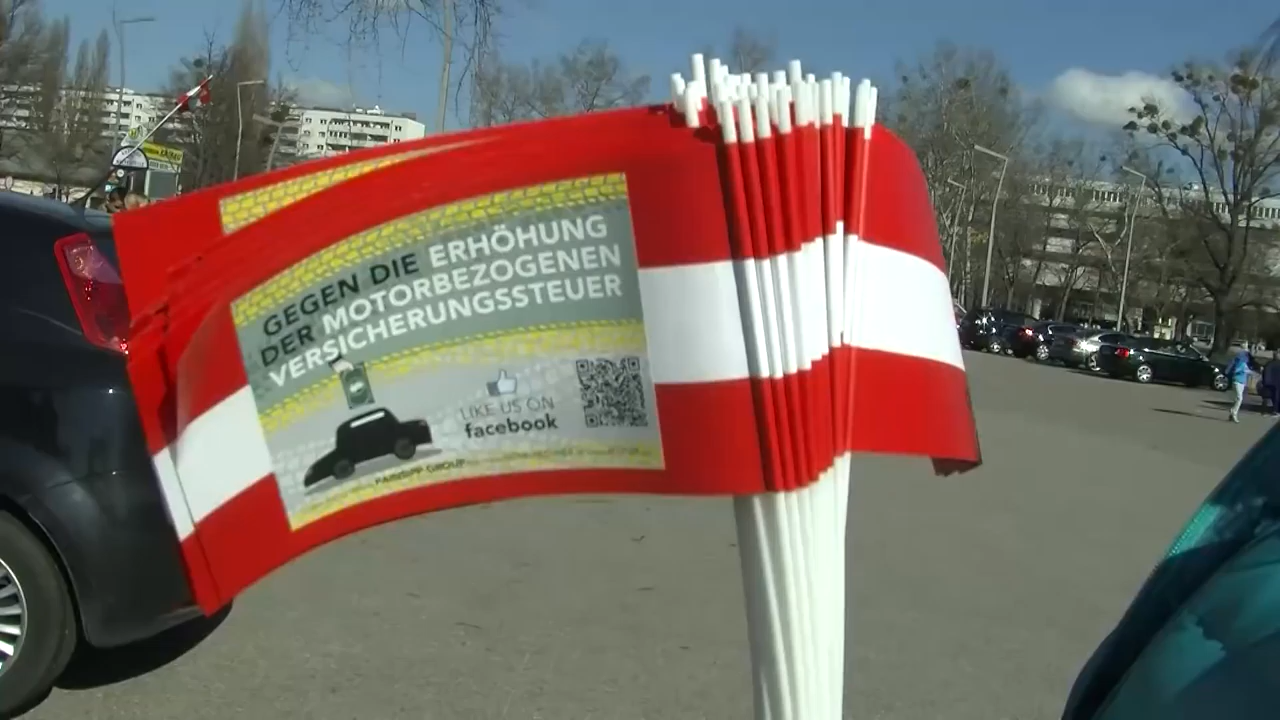 GEGEN DIE ERHÖHUNG
DER MOTORBEZOGENEN
VERSICHERUNGSSTEUER
LIKE US ON
facebook